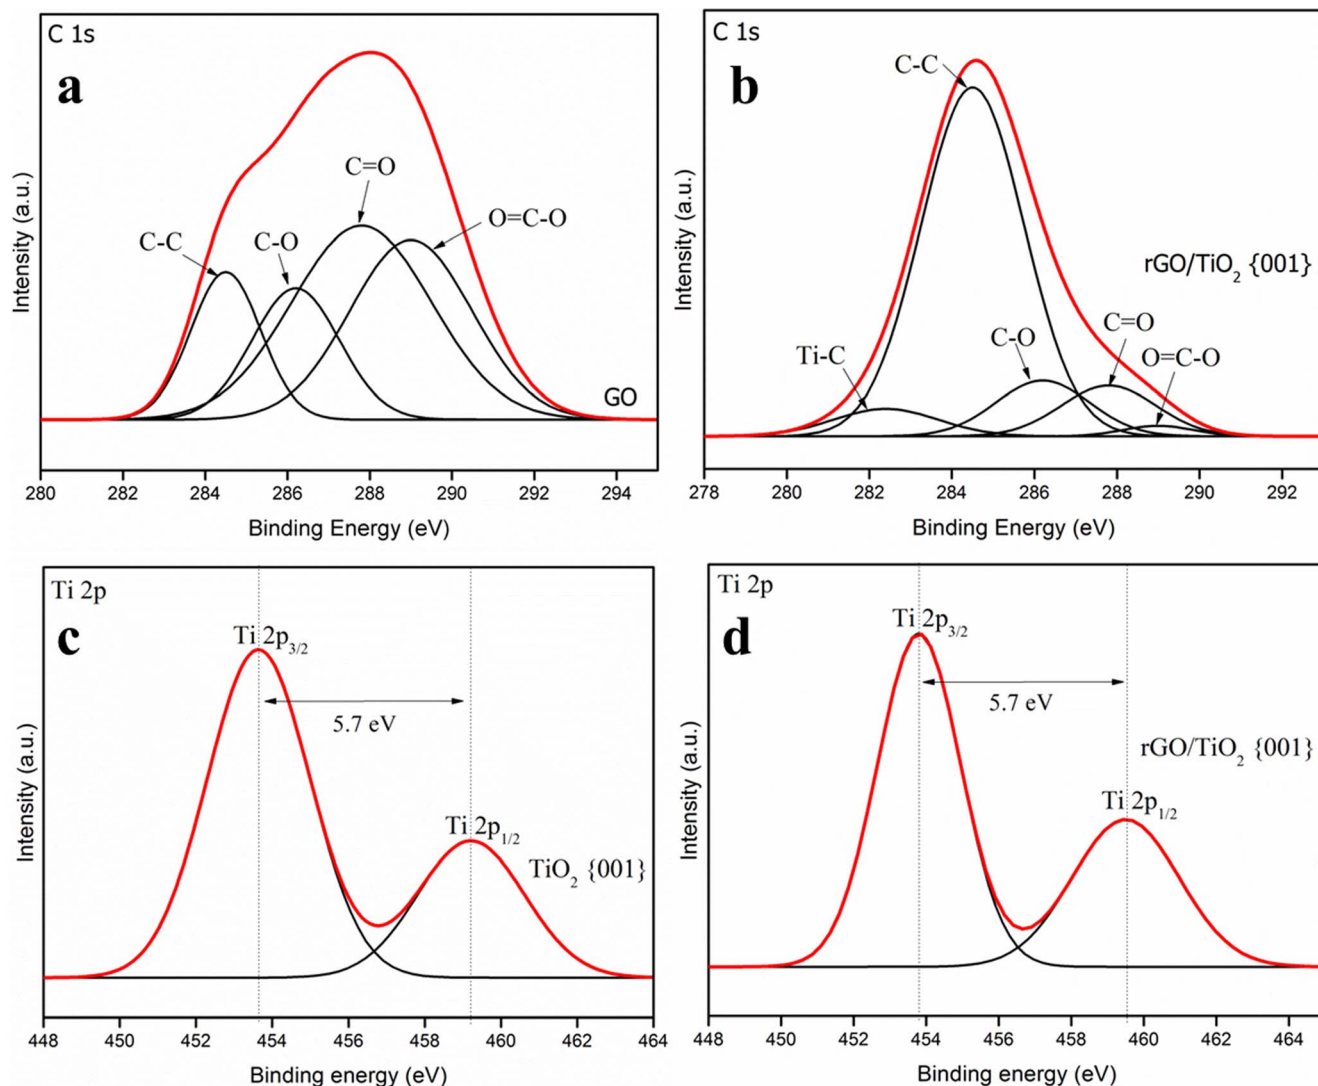 C 1s
a
C=O
O=C-O
C-C
C-O
GO
Intensity (a.u.)
280 282 284 286 288 290 292 294
Binding Energy (eV)
C 1s
b
C-C
rGO/TiO₂ {001}
C=O
C-O
O=C-O
Ti-C
Intensity (a.u.)
278 280 282 284 286 288 290 292
Binding Energy (eV)
Ti 2p
c
Ti 2p₃/₂
5.7 eV
Ti 2p₁/₂
TiO₂ {001}
Intensity (a.u.)
448 450 452 454 456 458 460 462 464
Binding energy (eV)
Ti 2p
d
Ti 2p₃/₂
5.7 eV
rGO/TiO₂ {001}
Ti 2p₁/₂
Intensity (a.u.)
448 450 452 454 456 458 460 462 464
Binding energy (eV)